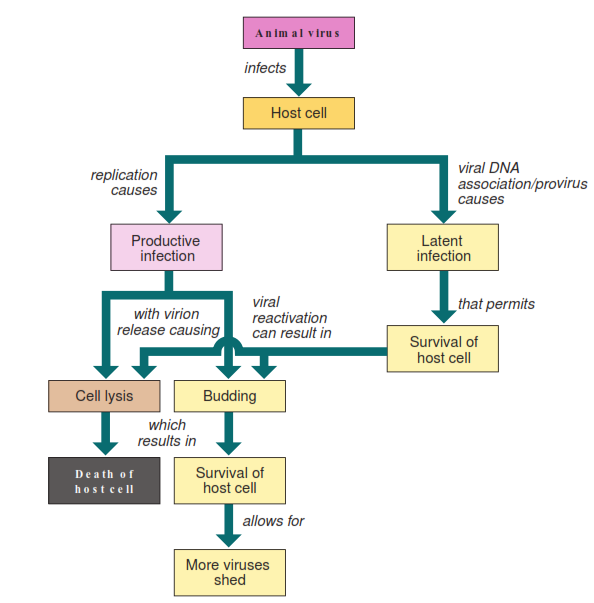 Animal virus
infects
Host cell
replication
causes
viral DNA
association/provirus
causes
Productive
infection
Latent
infection
with virion
release causing
viral
reactivation
can result in
that permits
Survival of
host cell
Cell lysis
Budding
which
results in
Death of
host cell
Survival of
host cell
allows for
More viruses
shed